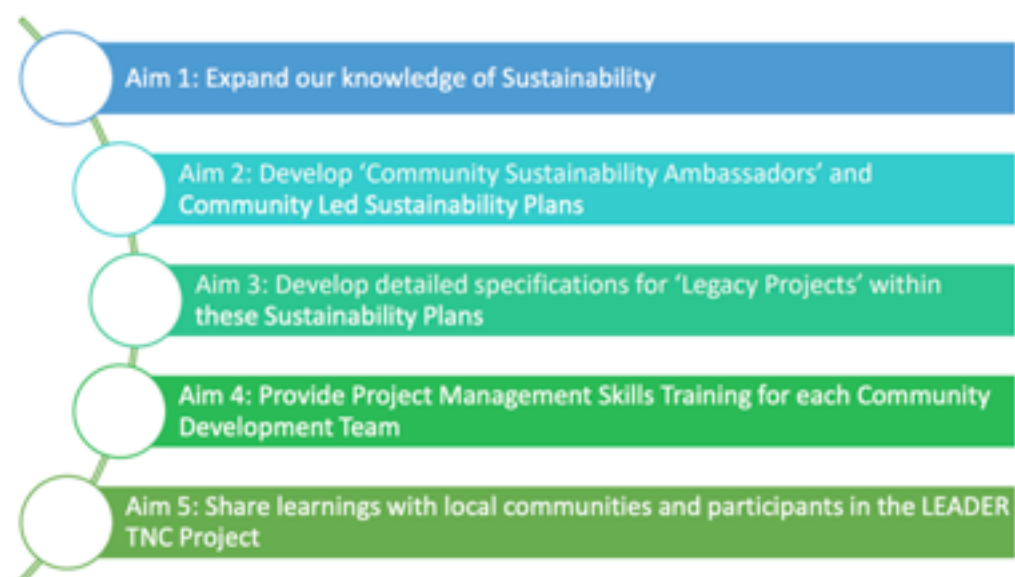 Aim 1: Expand our knowledge of Sustainability
Aim 2: Develop ‘Community Sustainability Ambassadors’ and
Community Led Sustainability Plans
Aim 3: Develop detailed specifications for ‘Legacy Projects’ within
these Sustainability Plans
Aim 4: Provide Project Management Skills Training for each Community
Development Team
Aim 5: Share learnings with local communities and participants in the LEADER
TNC Project